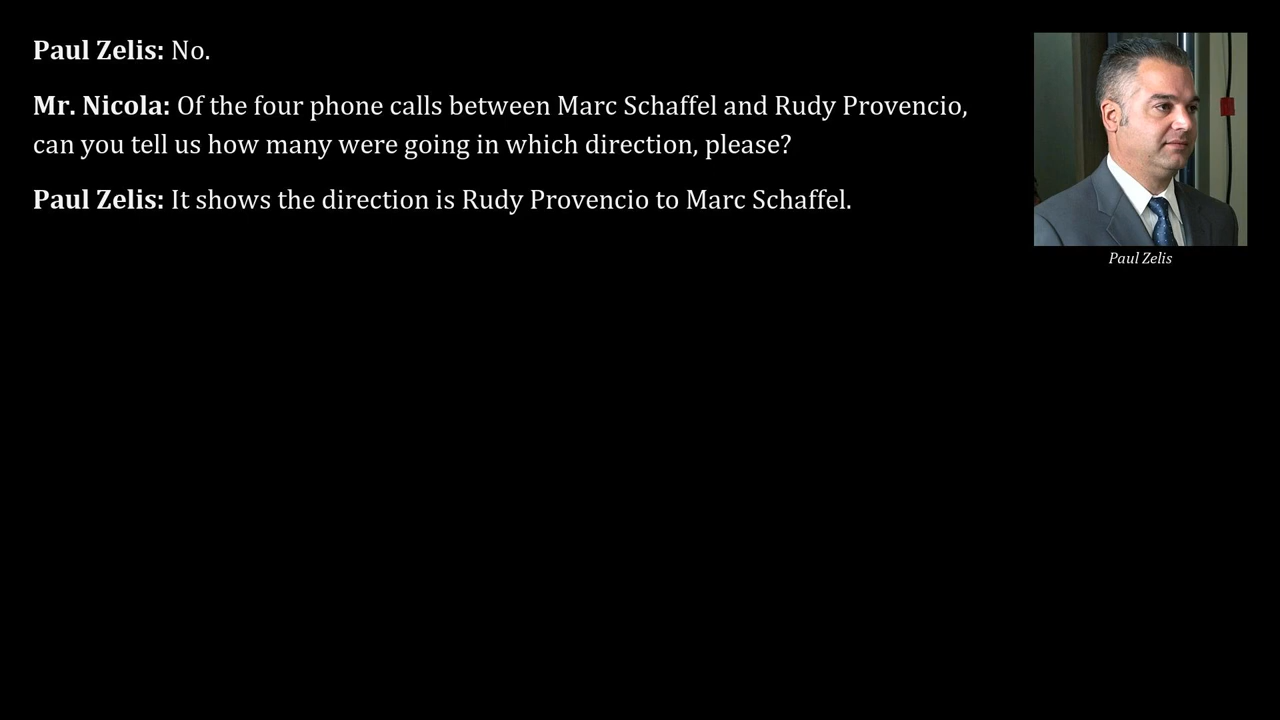 Paul Zelis: No.
Mr. Nicola: Of the four phone calls between Marc Schaffel and Rudy Provencio,
can you tell us how many were going in which direction, please?
Paul Zelis: It shows the direction is Rudy Provencio to Marc Schaffel.
Paul Zelis